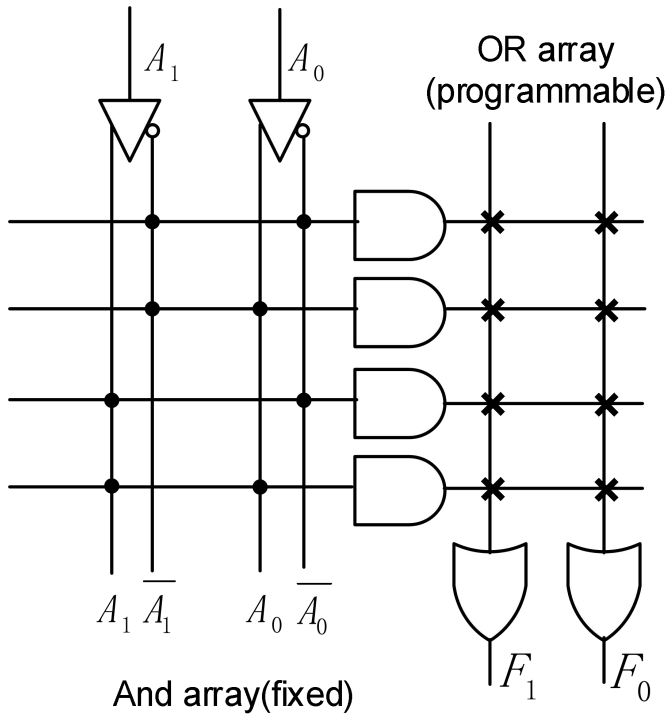 A₁
A₀
OR array
(programmable)
A₁ A̅₁ A₀ A̅₀
F₁
F₀
And array(fixed)